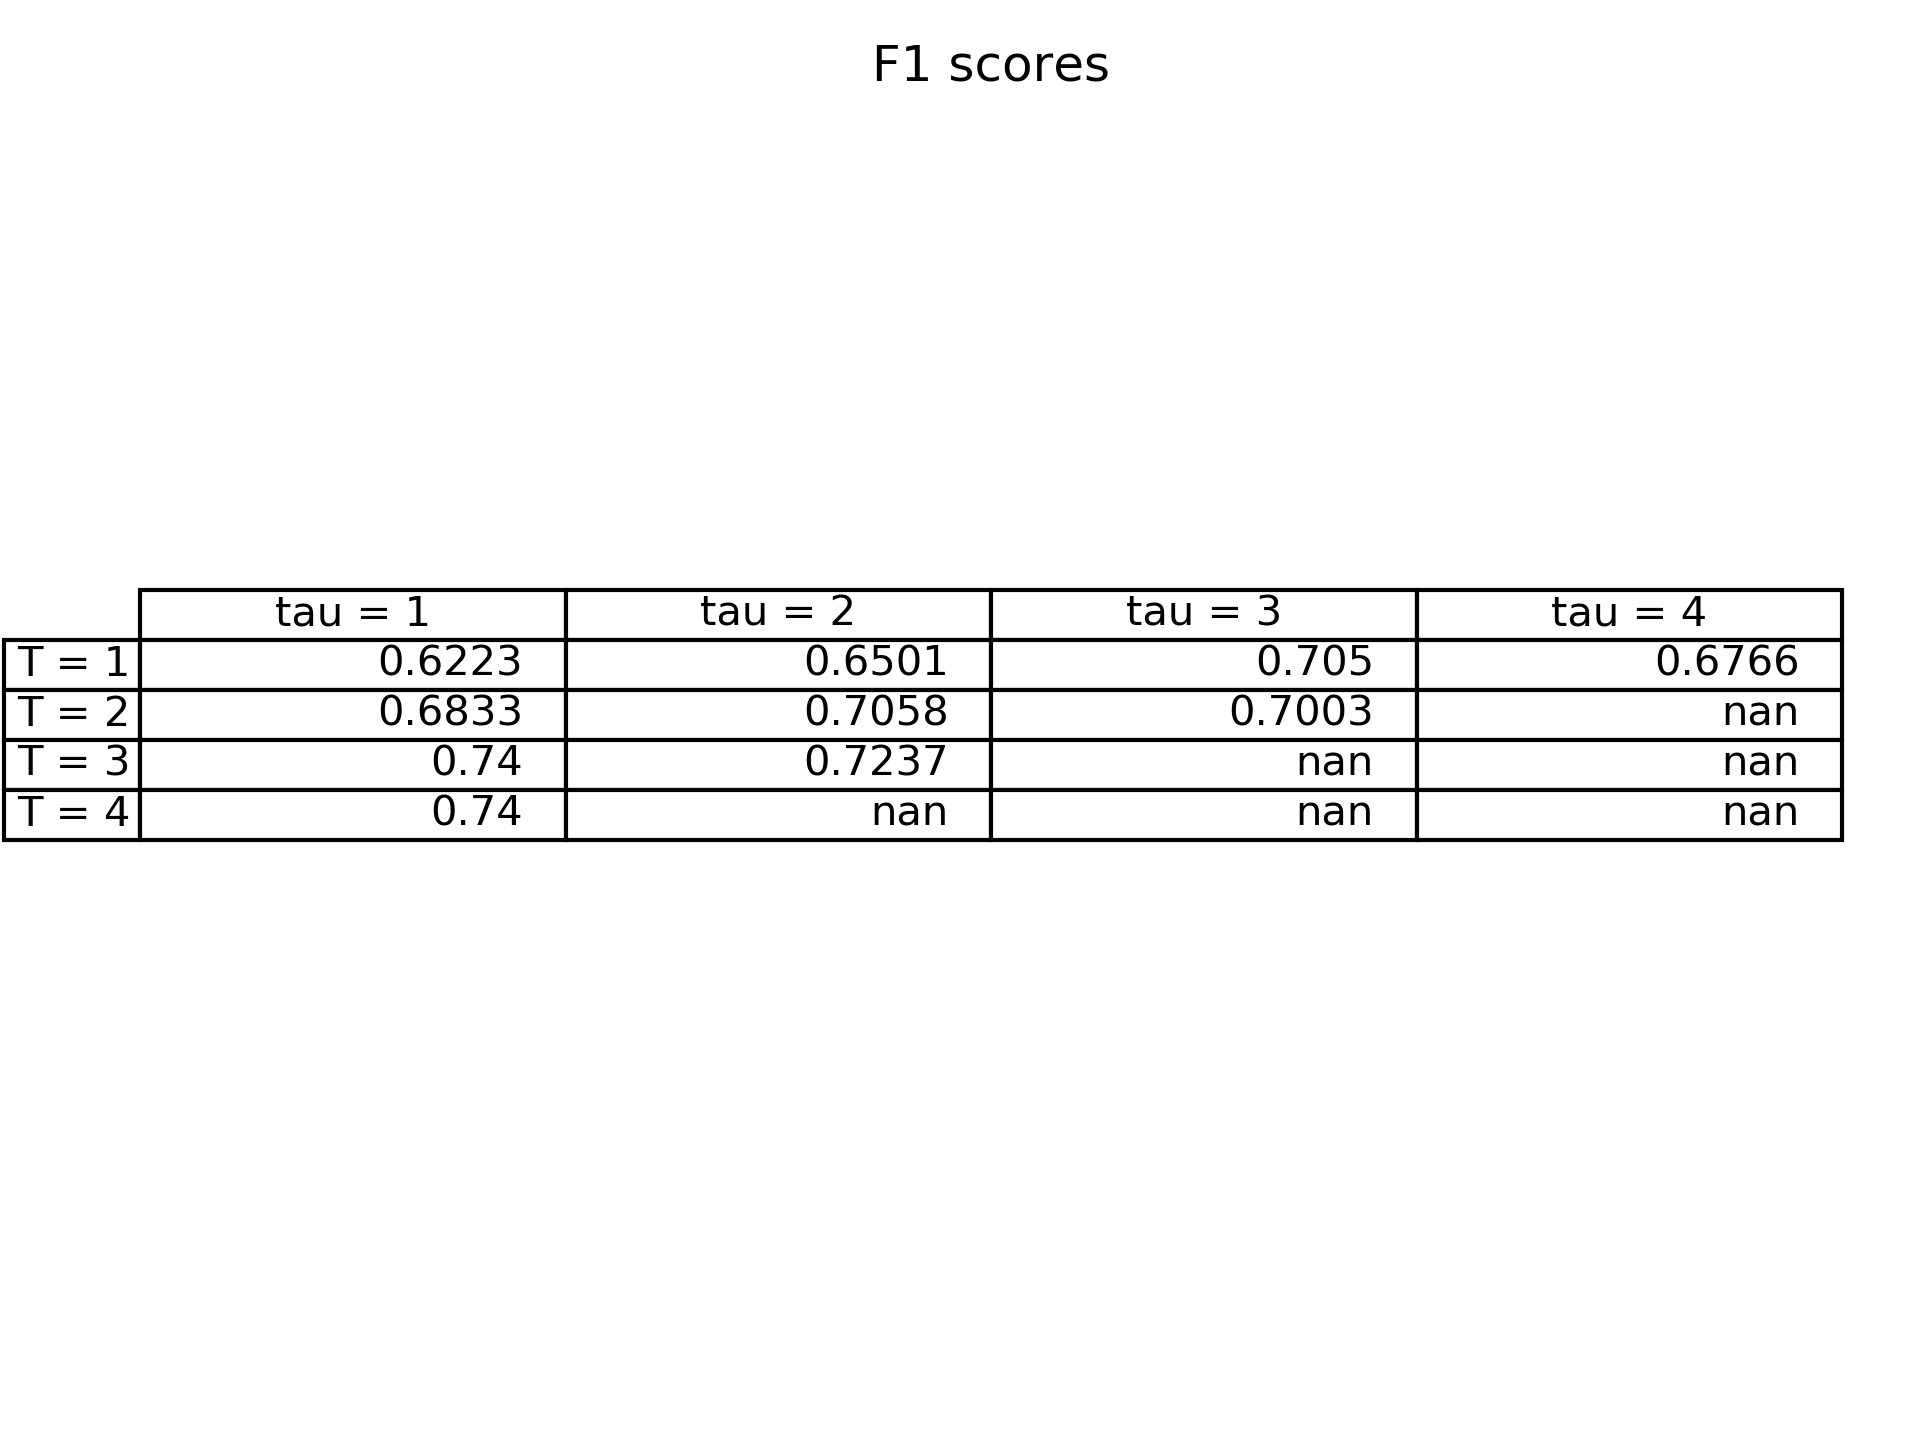 F1 scores
tau = 1 tau = 2 tau = 3 tau = 4
T = 1 0.6223 0.6501 0.705 0.6766
T = 2 0.6833 0.7058 0.7003 nan
T = 3 0.74 0.7237 nan nan
T = 4 0.74 nan nan nan